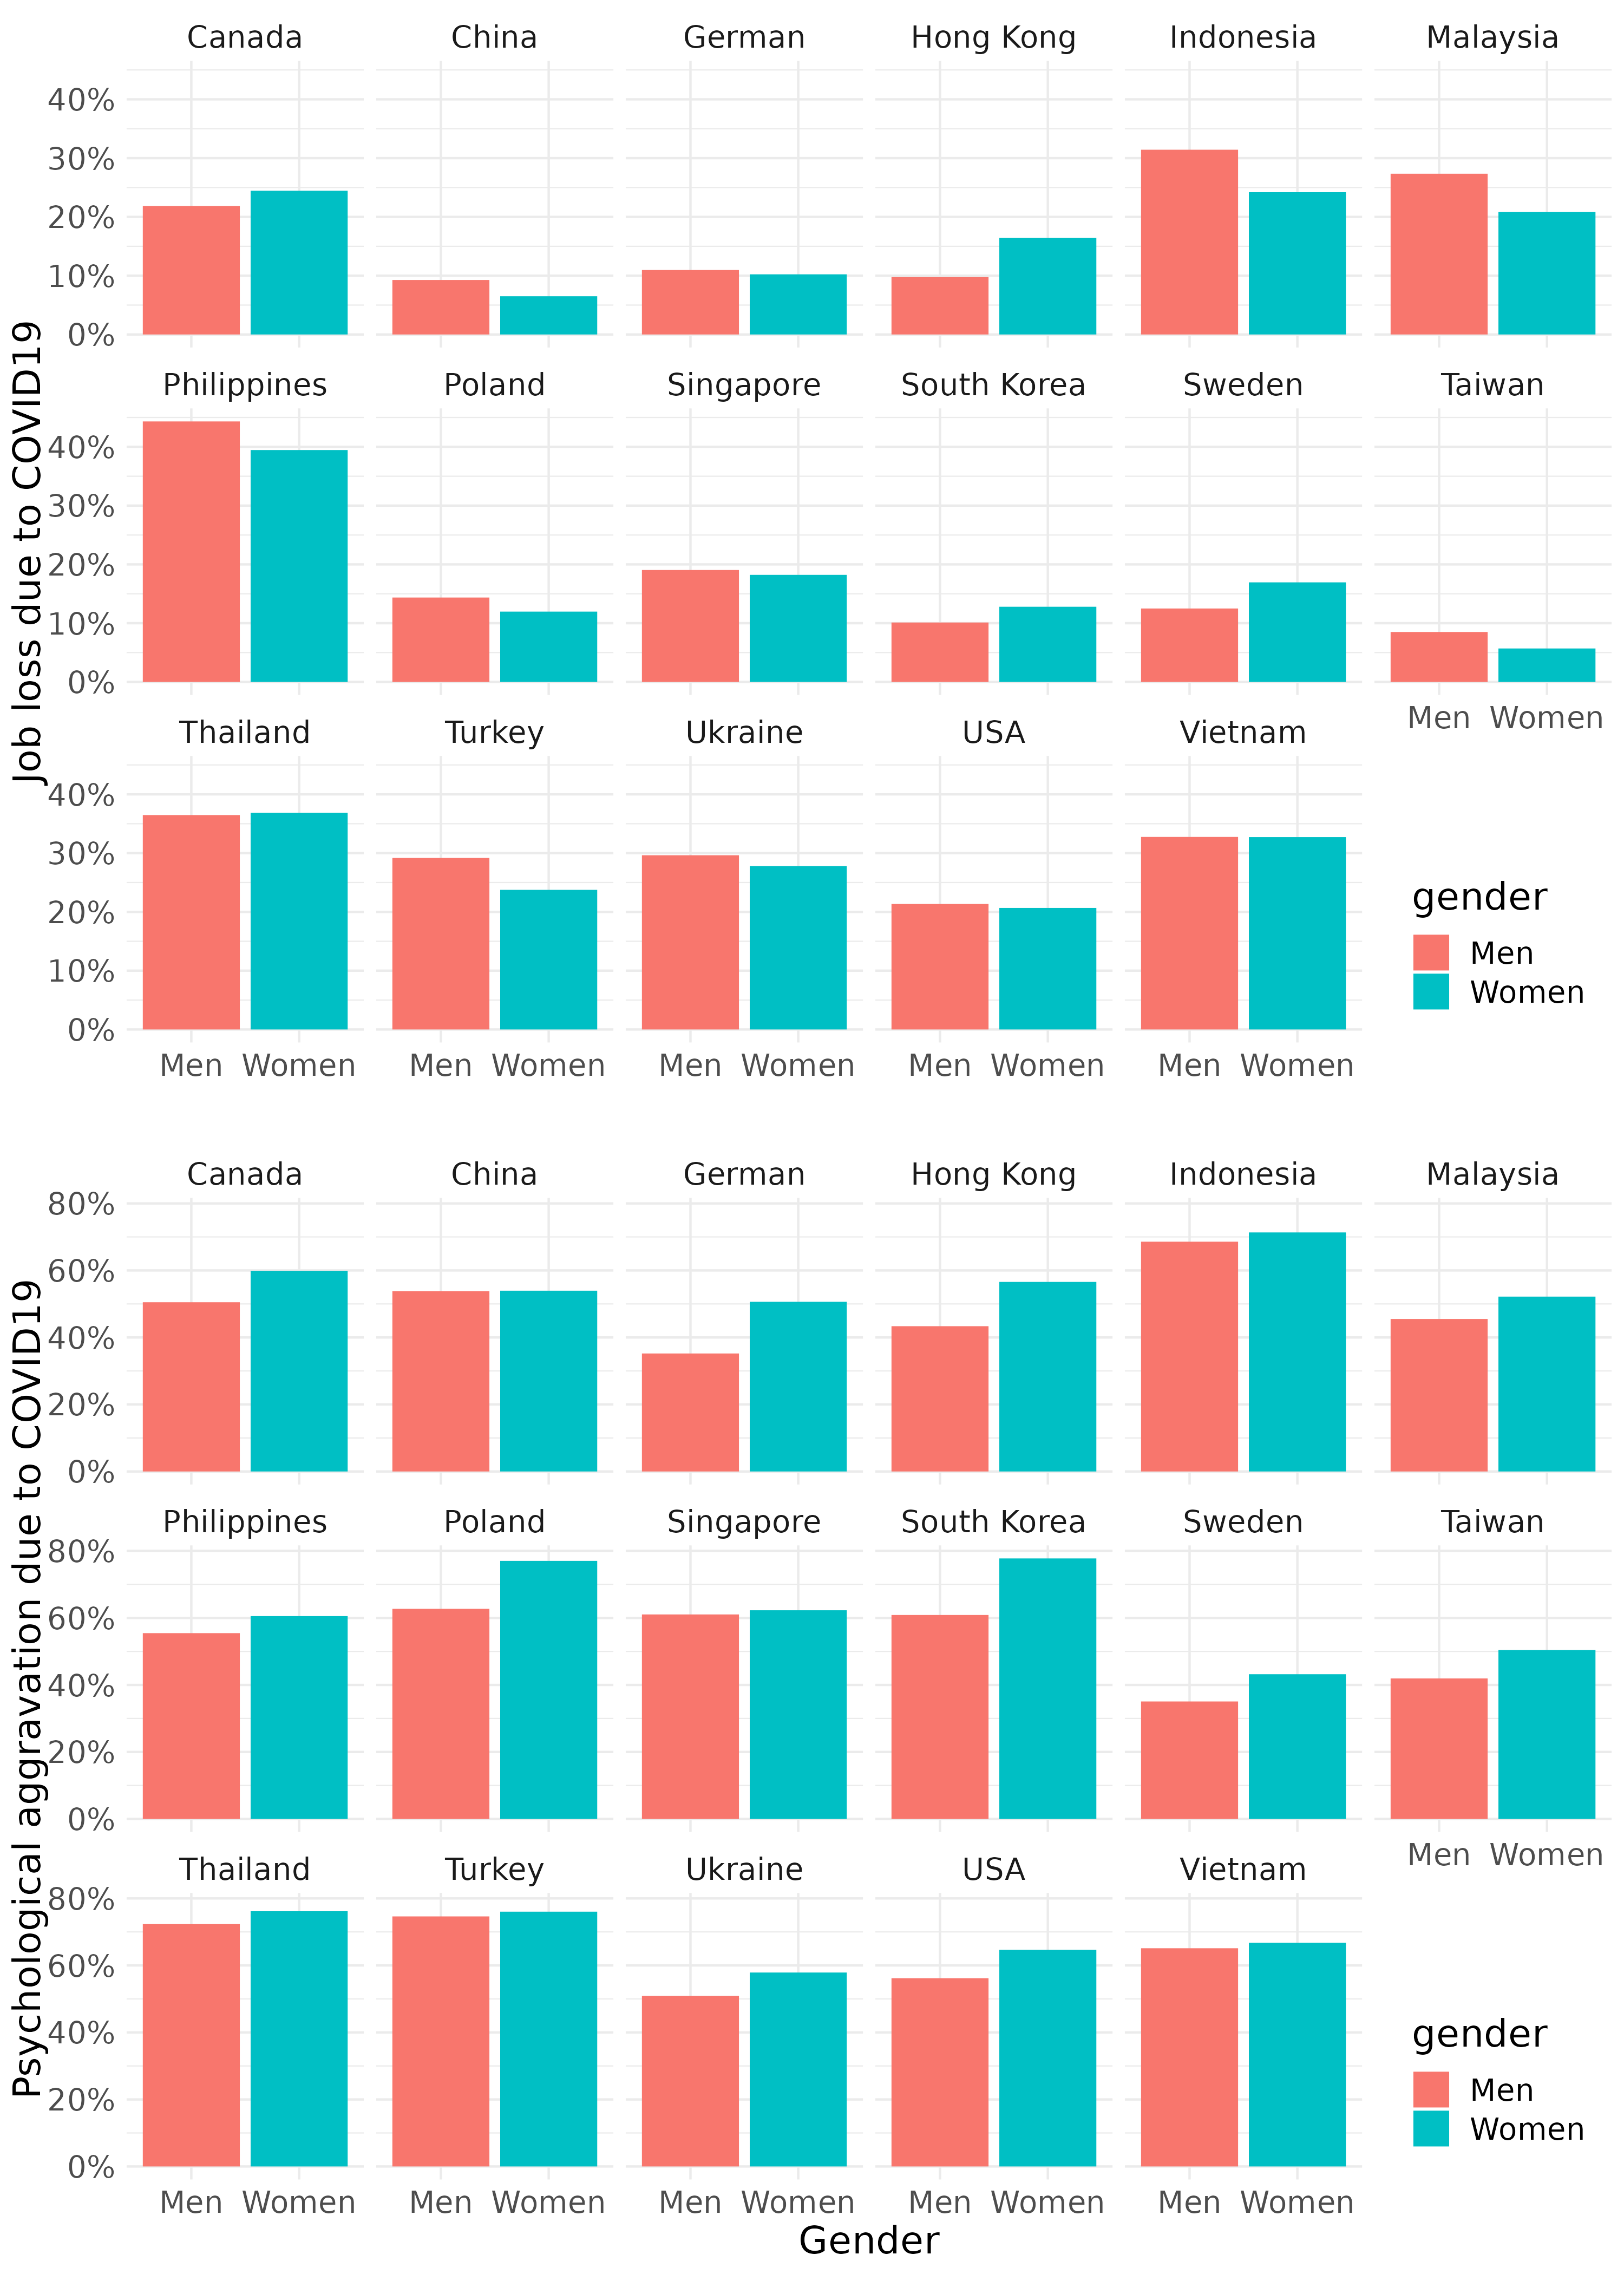 Canada China German Hong Kong Indonesia Malaysia
40%
30%
20%
10%
0%
Philippines Poland Singapore South Korea Sweden Taiwan
40%
30%
20%
10%
0%
Men Women
Thailand Turkey Ukraine USA Vietnam
40%
30%
20%
10%
0%
Men Women Men Women Men Women Men Women Men Women
Job loss due to COVID19
gender
Men
Women
Canada China German Hong Kong Indonesia Malaysia
80%
60%
40%
20%
0%
Philippines Poland Singapore South Korea Sweden Taiwan
80%
60%
40%
20%
0%
Men Women
Thailand Turkey Ukraine USA Vietnam
80%
60%
40%
20%
0%
Men Women Men Women Men Women Men Women Men Women
Psychological aggravation due to COVID19
Gender
gender
Men
Women